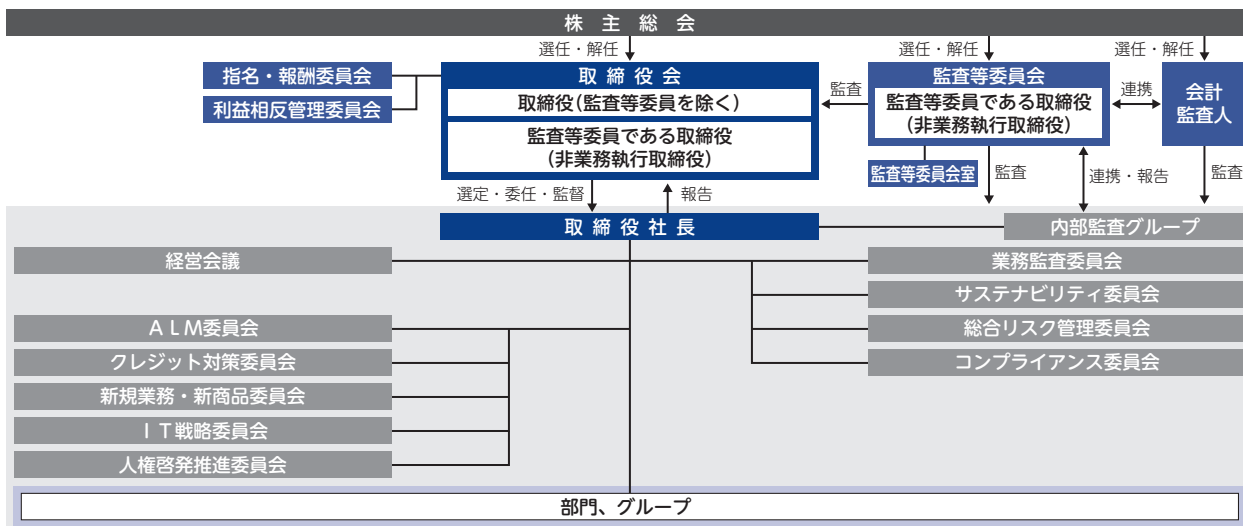 株主総会
選任・解任
選任・解任
選任・解任
指名・報酬委員会
利益相反管理委員会
取締役会
取締役（監査等委員を除く）
監査等委員である取締役
（非業務執行取締役）
監査
監査等委員会
監査等委員である取締役
（非業務執行取締役）
連携
会計
監査人
監査等委員会室
監査
連携・報告
監査
選定・委任・監督
報告
取締役社長
内部監査グループ
経営会議
業務監査委員会
サステナビリティ委員会
ＡＬＭ委員会
総合リスク管理委員会
クレジット対策委員会
コンプライアンス委員会
新規業務・新商品委員会
ＩＴ戦略委員会
人権啓発推進委員会
部門、グループ